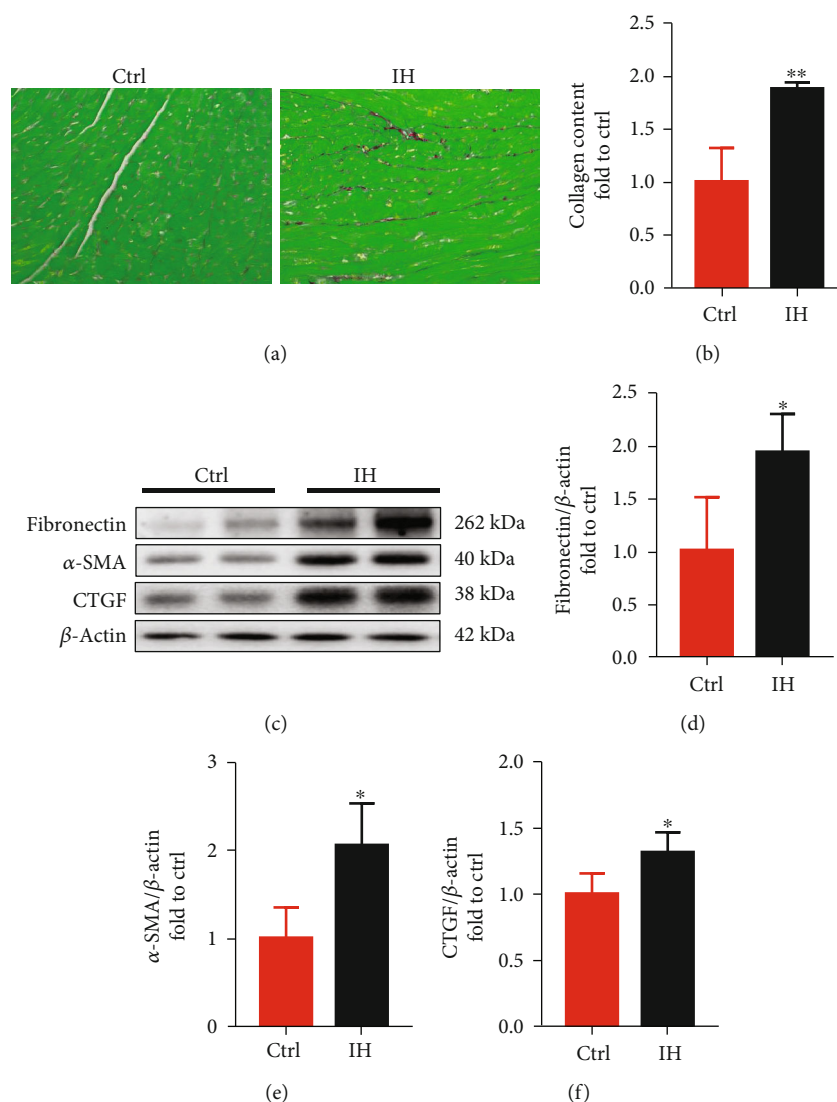 Ctrl
IH
(a)
Collagen content
fold to ctrl
2.5
2.0
1.5
1.0
0.5
0.0
**
Ctrl
IH
(b)
Ctrl
IH
Fibronectin
262 kDa
α-SMA
40 kDa
CTGF
38 kDa
β-Actin
42 kDa
(c)
Fibronectin/β-actin
fold to ctrl
2.5
2.0
1.5
1.0
0.5
0.0
*
Ctrl
IH
(d)
α-SMA/β-actin
fold to ctrl
3
2
1
0
*
Ctrl
IH
(e)
CTGF/β-actin
fold to ctrl
2.0
1.5
1.0
0.5
0.0
*
Ctrl
IH
(f)